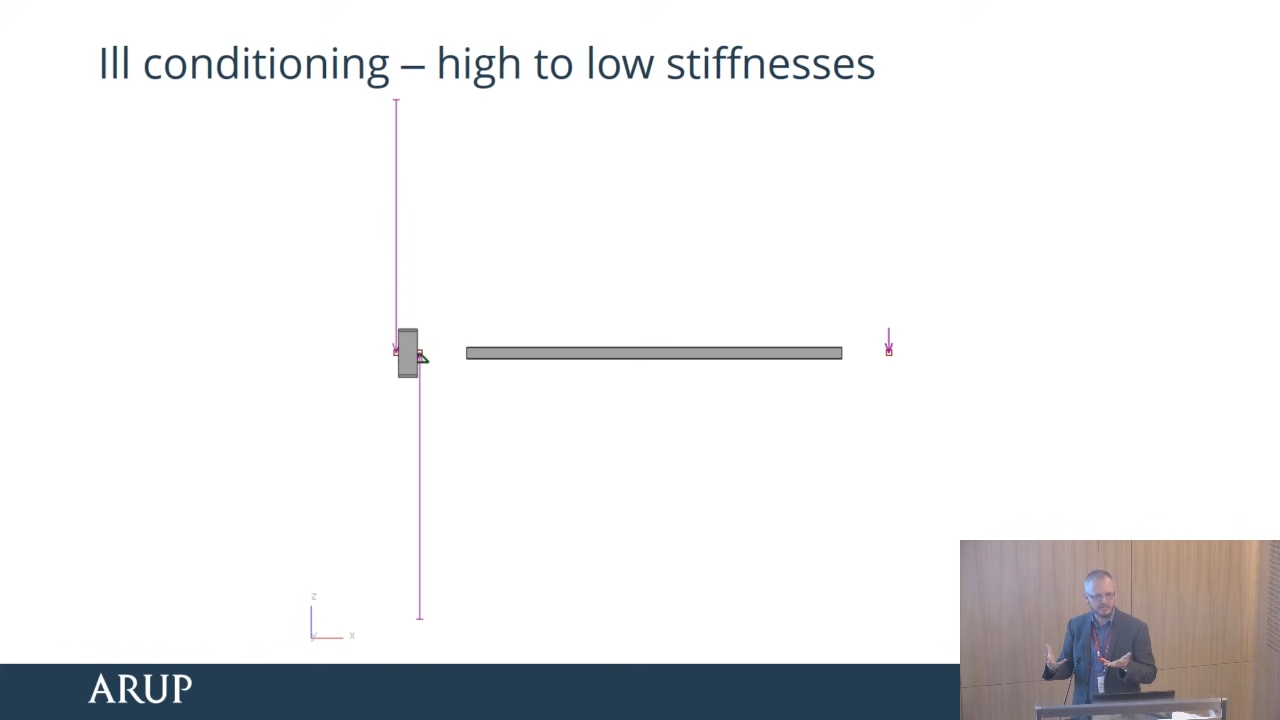 Ill conditioning – high to low stiffnesses
z
y
x
ARUP